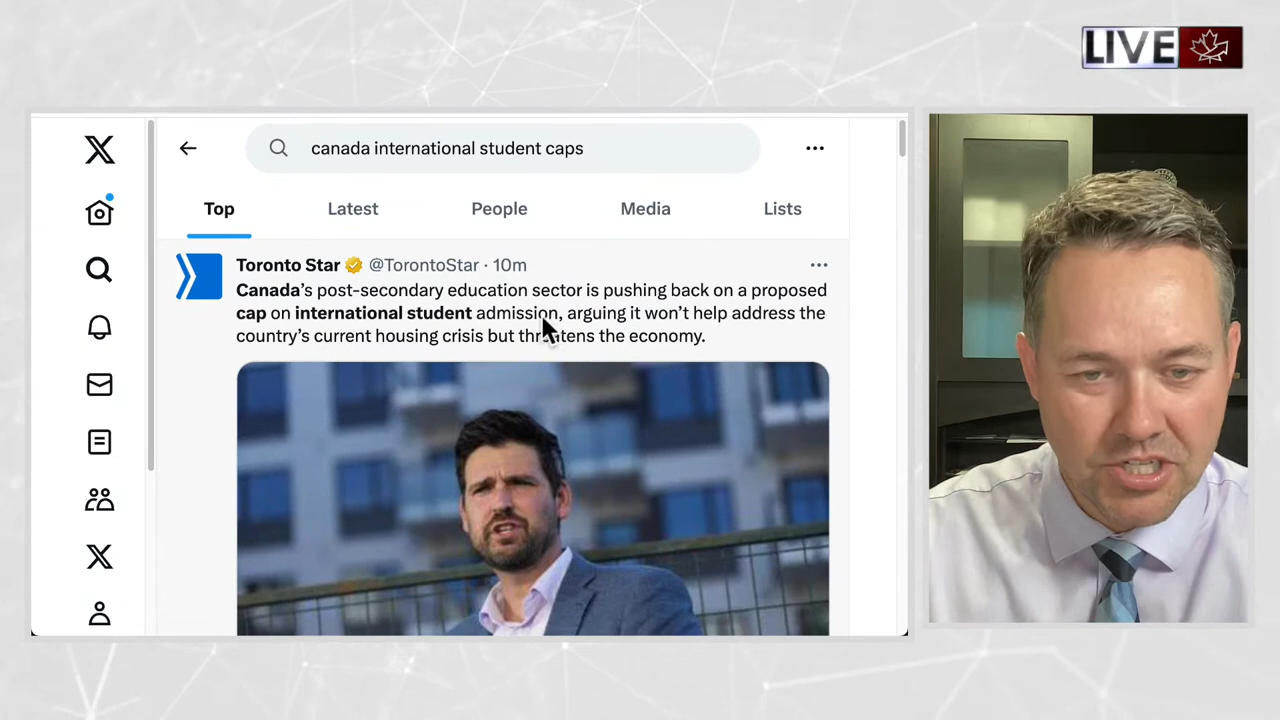 LIVE
canada international student caps
Top
Latest
People
Media
Lists
Toronto Star @TorontoStar · 10m
Canada’s post-secondary education sector is pushing back on a proposed
cap on international student admission, arguing it won’t help address the
country’s current housing crisis but threatens the economy.